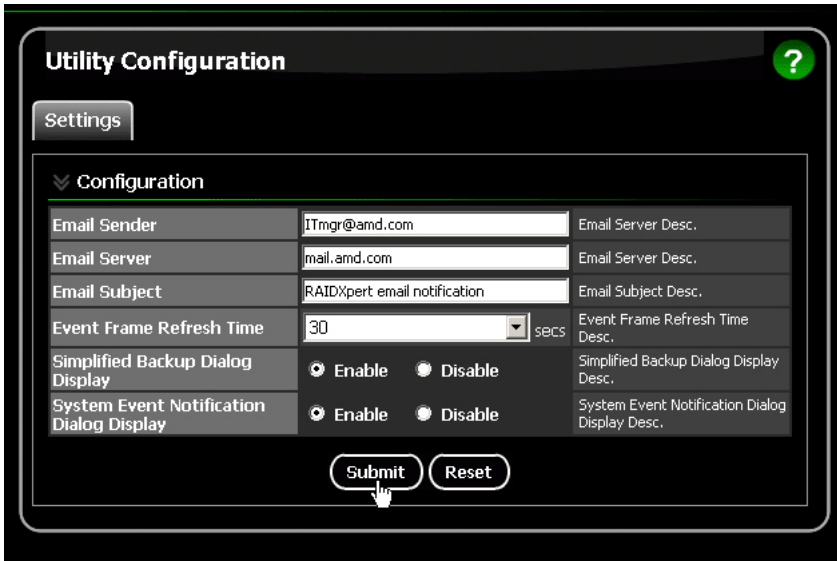 Utility Configuration
?
Settings
Configuration
Email Sender
ITmgr@amd.com
Email Server Desc.
Email Server
mail.amd.com
Email Server Desc.
Email Subject
RAIDXpert email notification
Email Subject Desc.
Event Frame Refresh Time
30
secs
Event Frame Refresh Time
Desc.
Simplified Backup Dialog
Display
Enable
Disable
Simplified Backup Dialog Display
Desc.
System Event Notification
Dialog Display
Enable
Disable
System Event Notification Dialog
Display Desc.
Submit
Reset